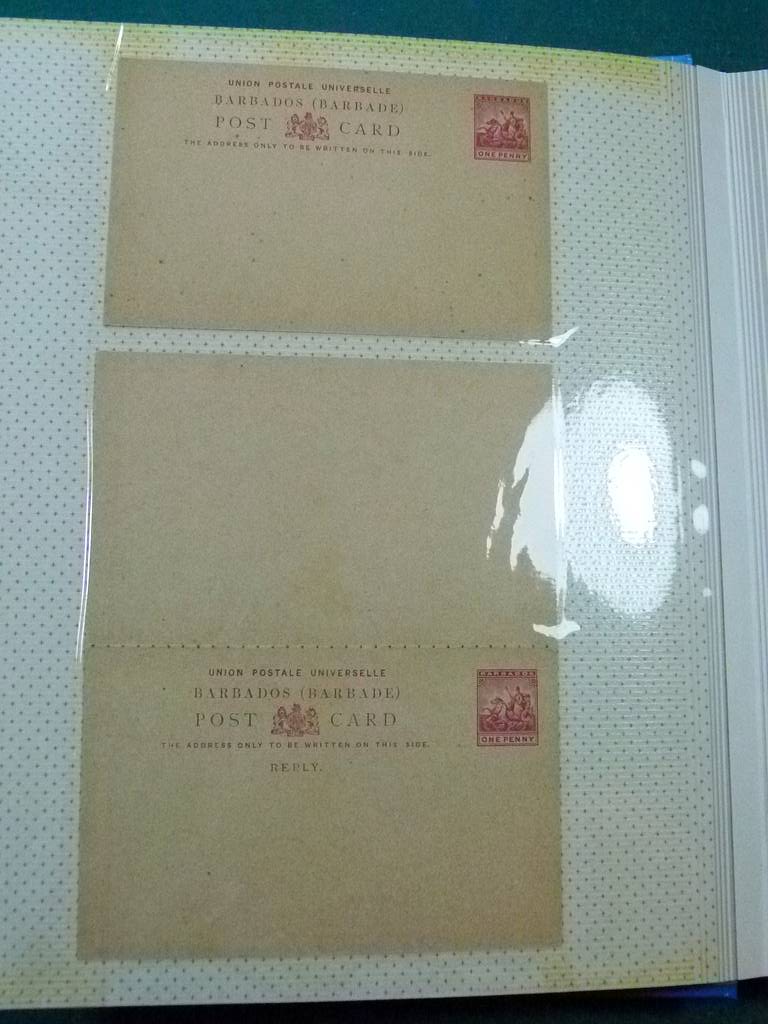 UNION POSTALE UNIVERSELLE
BARBADOS (BARBADE)
POST CARD
THE ADDRESS ONLY TO BE WRITTEN ON THIS SIDE.
BARBADOS
ONE PENNY
UNION POSTALE UNIVERSELLE
BARBADOS (BARBADE)
POST CARD
THE ADDRESS ONLY TO BE WRITTEN ON THIS SIDE.
REPLY.
BARBADOS
ONE PENNY